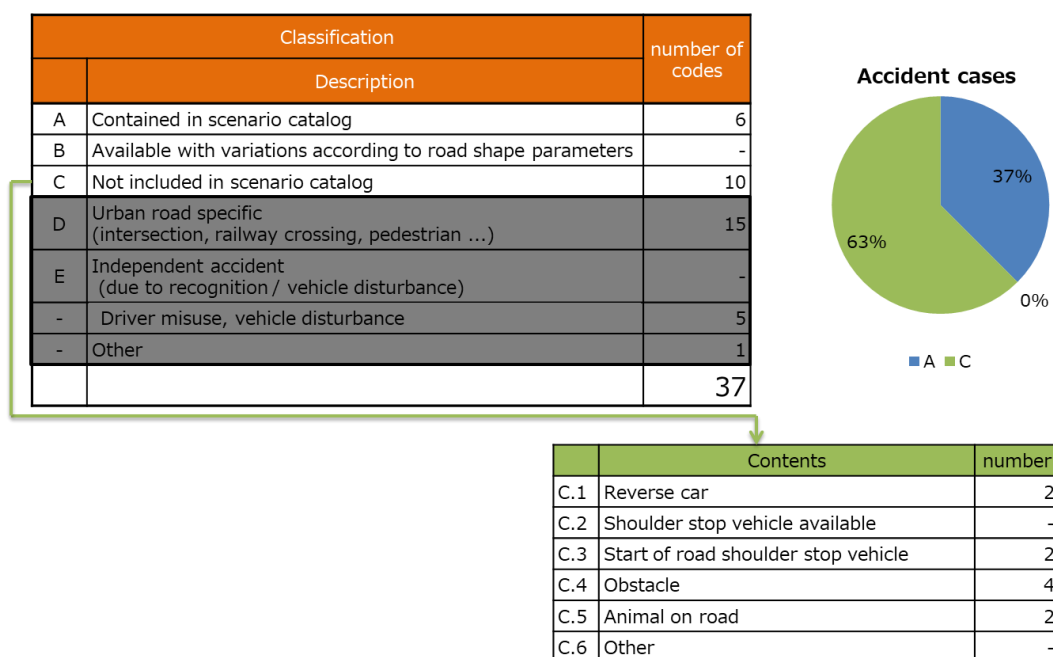 Classification
number of
codes
Description
A Contained in scenario catalog 6
B Available with variations according to road shape parameters -
C Not included in scenario catalog 10
D Urban road specific
(intersection, railway crossing, pedestrian ...) 15
E Independent accident
(due to recognition / vehicle disturbance) -
- Driver misuse, vehicle disturbance 5
- Other 1
37
Accident cases
37%
63%
0%
A C
Contents number
C.1 Reverse car 2
C.2 Shoulder stop vehicle available -
C.3 Start of road shoulder stop vehicle 2
C.4 Obstacle 4
C.5 Animal on road 2
C.6 Other -